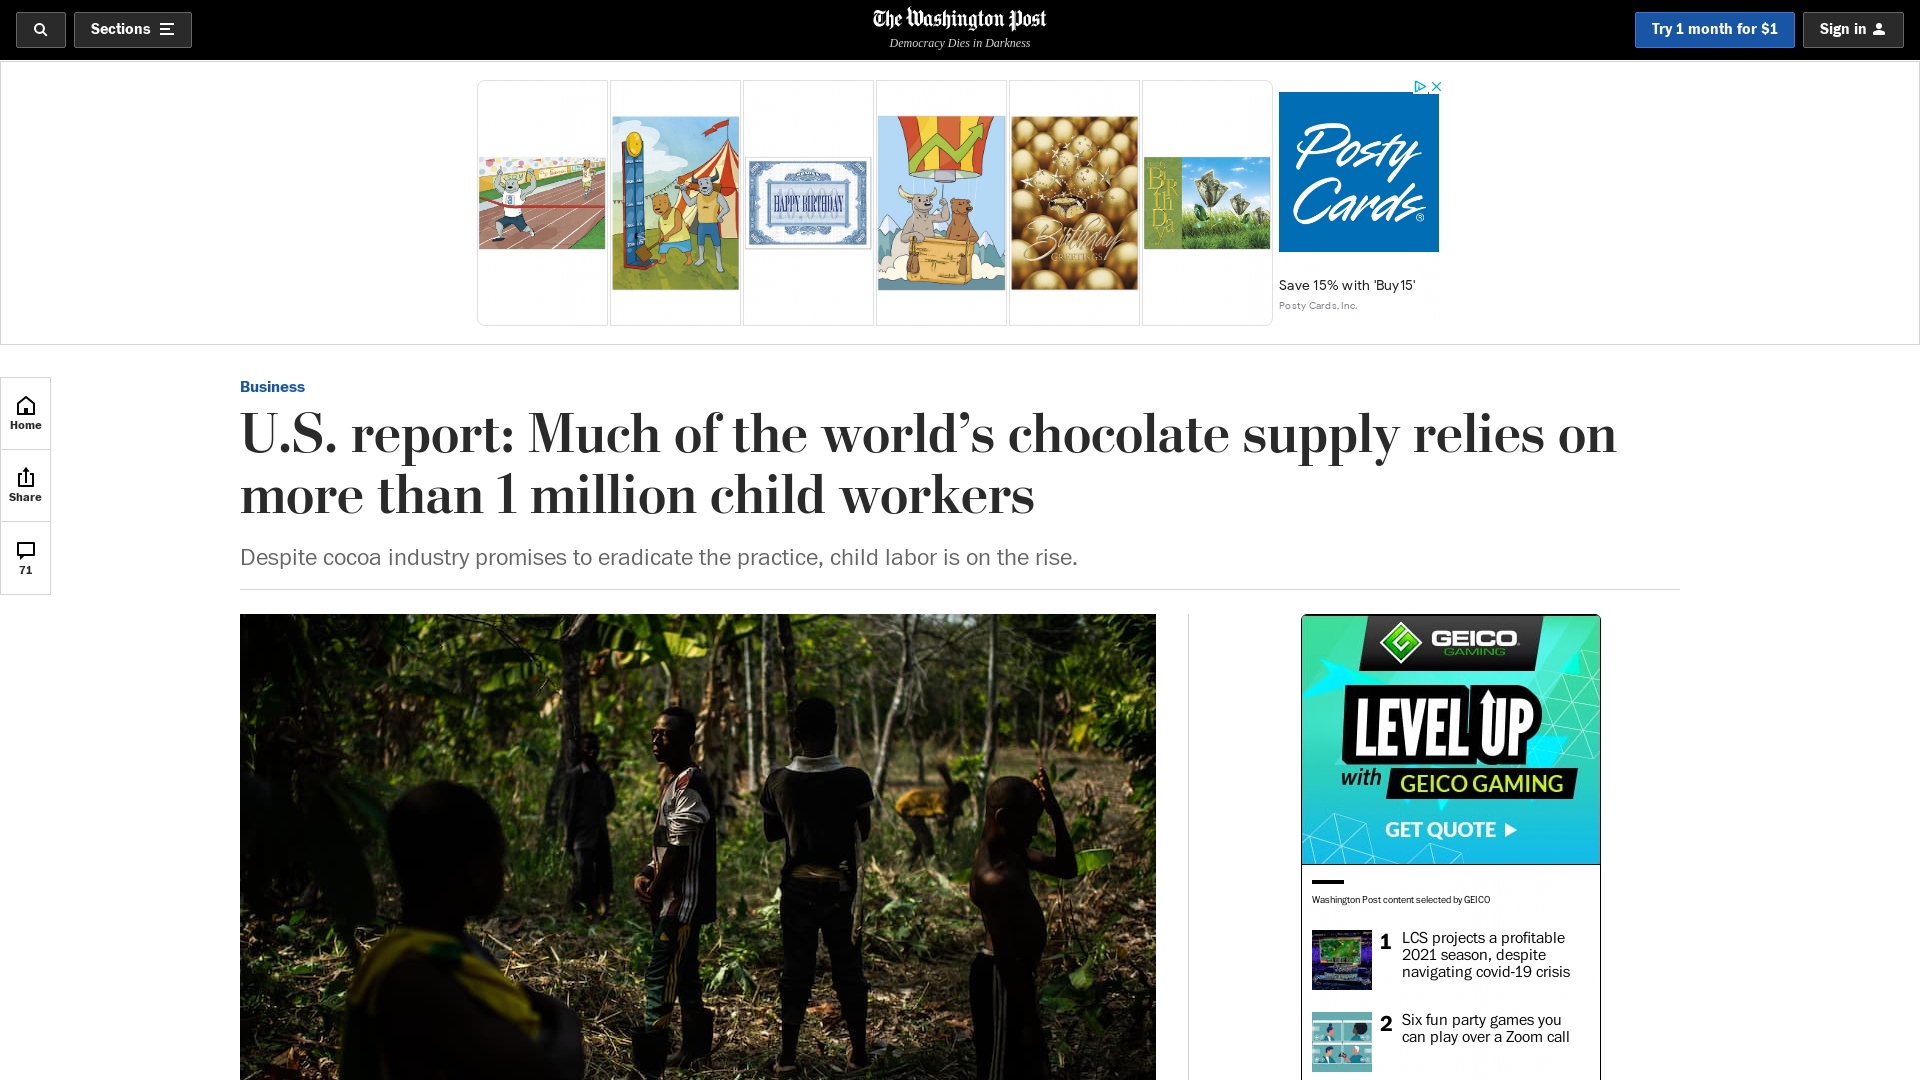 Sections
The Washington Post
Democracy Dies in Darkness
Try 1 month for $1
Sign in
HAPPY BIRTHDAY
Birthday
GREETINGS
Birthday
Posty
Cards®
Save 15% with 'Buy15'
Posty Cards, Inc.
Home
Share
71
Business
U.S. report: Much of the world’s chocolate supply relies on
more than 1 million child workers
Despite cocoa industry promises to eradicate the practice, child labor is on the rise.
GEICO
GAMING
LEVEL UP
with GEICO GAMING
GET QUOTE
Washington Post content selected by GEICO
1 LCS projects a profitable
2021 season, despite
navigating covid-19 crisis
2 Six fun party games you
can play over a Zoom call